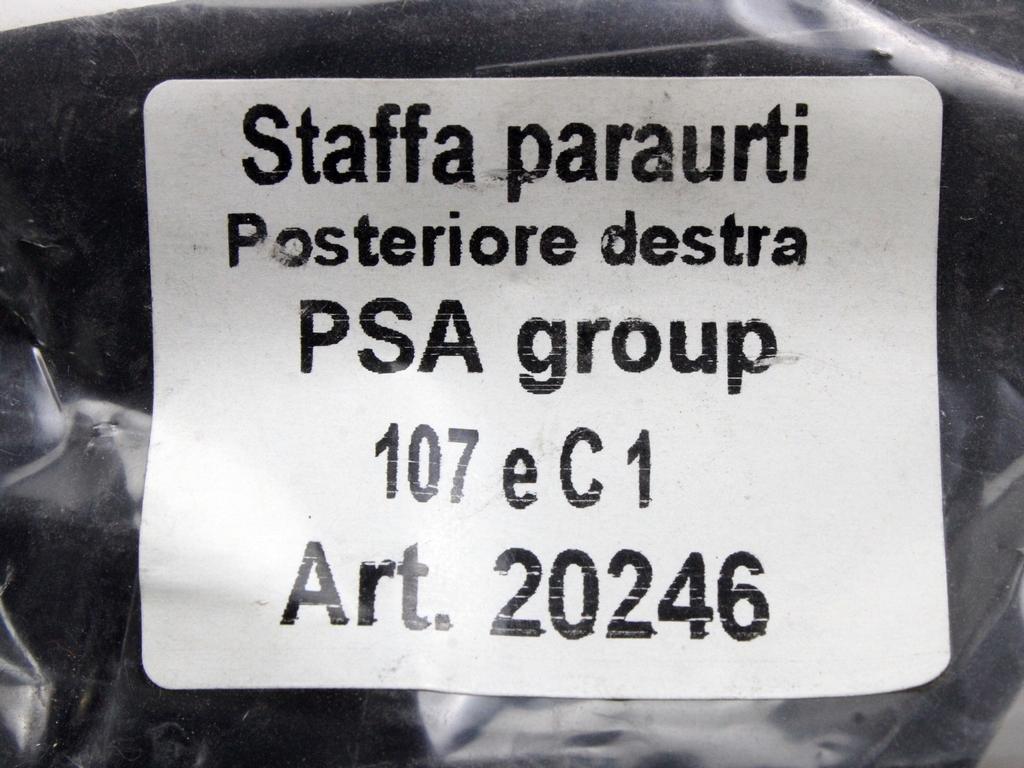 Staffa paraurti
Posteriore destra
PSA group
107 e C 1
Art. 20246